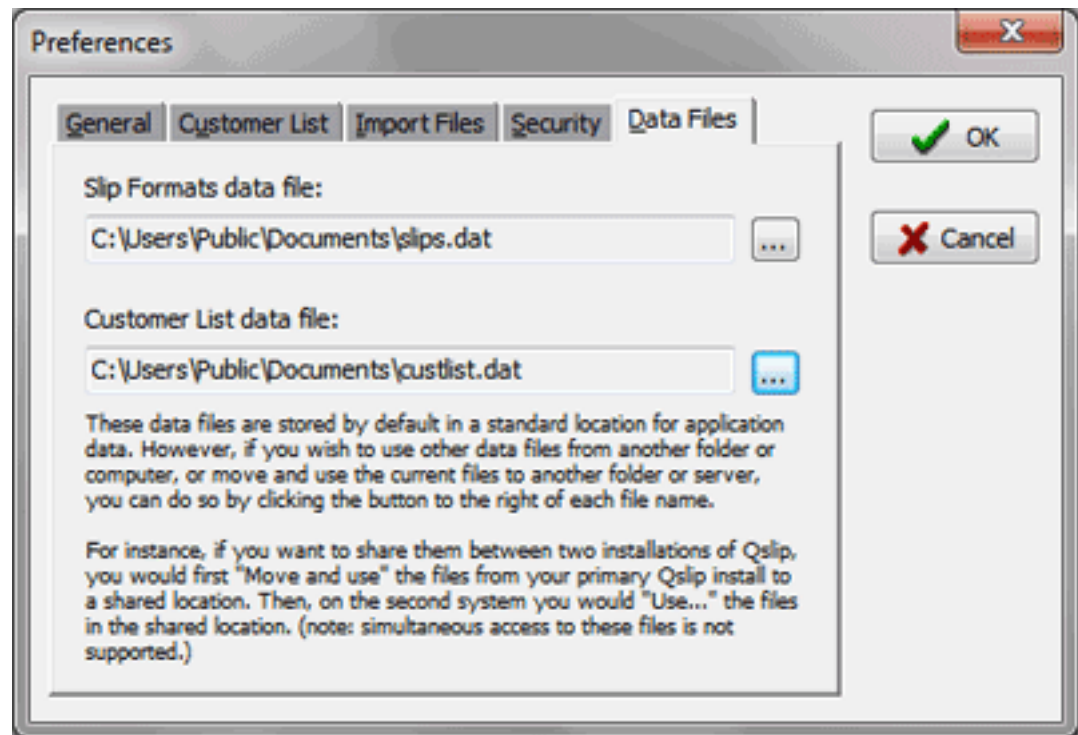 Preferences
General Customer List Import Files Security Data Files
OK
Slip Formats data file:
C:\Users\Public\Documents\slips.dat ...
Cancel
Customer List data file:
C:\Users\Public\Documents\custlist.dat ...
These data files are stored by default in a standard location for application
data. However, if you wish to use other data files from another folder or
computer, or move and use the current files to another folder or server,
you can do so by clicking the button to the right of each file name.
For instance, if you want to share them between two installations of Qslip,
you would first "Move and use" the files from your primary Qslip install to
a shared location. Then, on the second system you would "Use..." the files
in the shared location. (note: simultaneous access to these files is not
supported.)